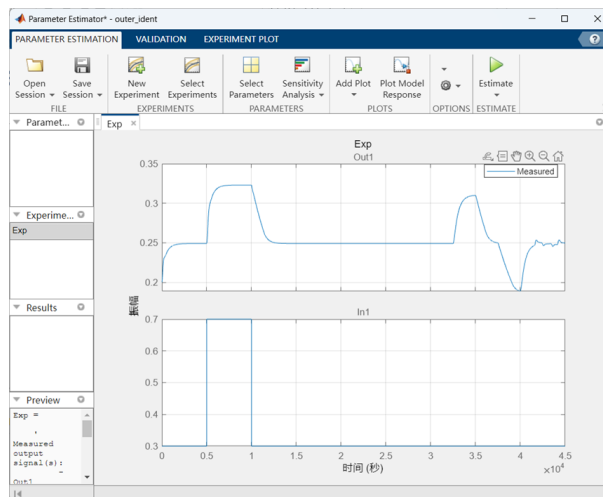 Parameter Estimator* - outer_ident
PARAMETER ESTIMATION VALIDATION EXPERIMENT PLOT
Open Session Save Session New Experiment Select Experiments Select Parameters Sensitivity Analysis Add Plot Plot Model Response Estimate
FILE EXPERIMENTS PARAMETERS PLOTS OPTIONS ESTIMATE
Paramet...
Exp
Experime...
Exp
Results
Preview
Exp =
,
Measured
output
signal(s):
Out1
Exp
Out1
Measured
0.35
0.3
0.25
0.2
振幅
In1
0.7
0.6
0.5
0.4
0.3
0 0.5 1 1.5 2 2.5 3 3.5 4 4.5
时间 (秒)
×10⁴